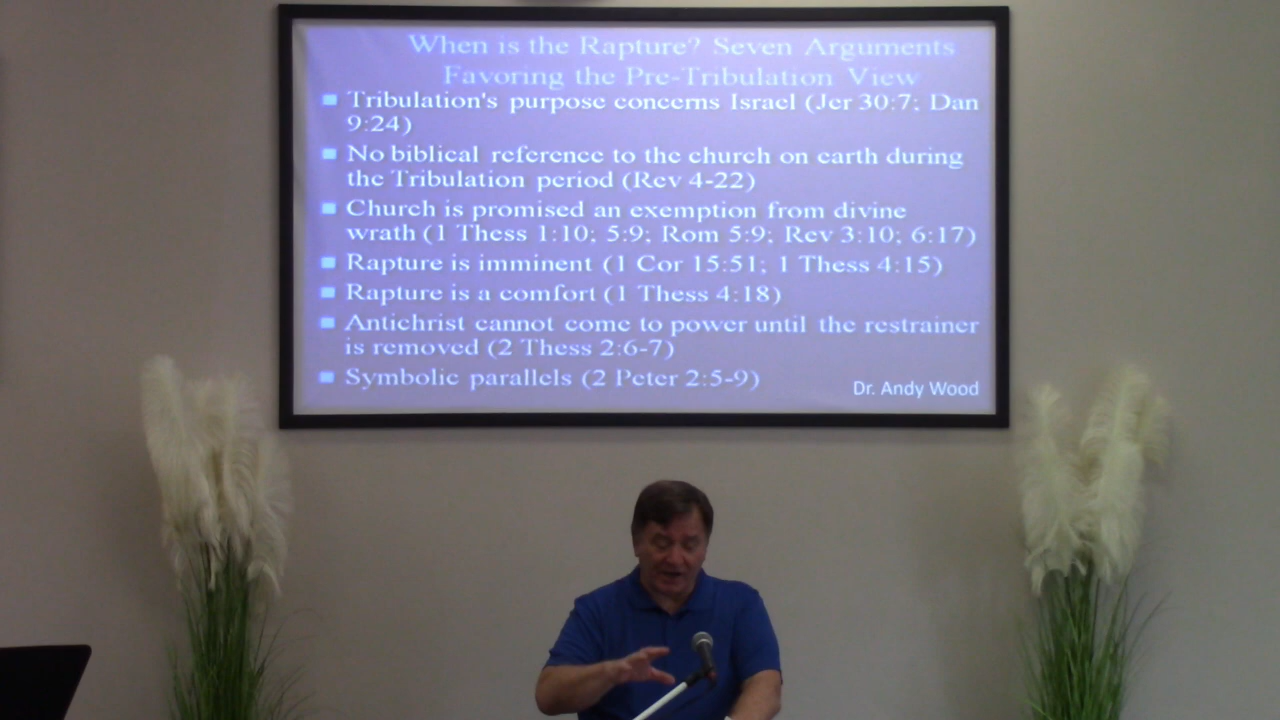 When is the Rapture? Seven Arguments
Favoring the Pre-Tribulation View
Tribulation's purpose concerns Israel (Jer 30:7; Dan
9:24)
No biblical reference to the church on earth during
the Tribulation period (Rev 4-22)
Church is promised an exemption from divine
wrath (1 Thess 1:10; 5:9; Rom 5:9; Rev 3:10; 6:17)
Rapture is imminent (1 Cor 15:51; 1 Thess 4:15)
Rapture is a comfort (1 Thess 4:18)
Antichrist cannot come to power until the restrainer
is removed (2 Thess 2:6-7)
Symbolic parallels (2 Peter 2:5-9)
Dr. Andy Wood